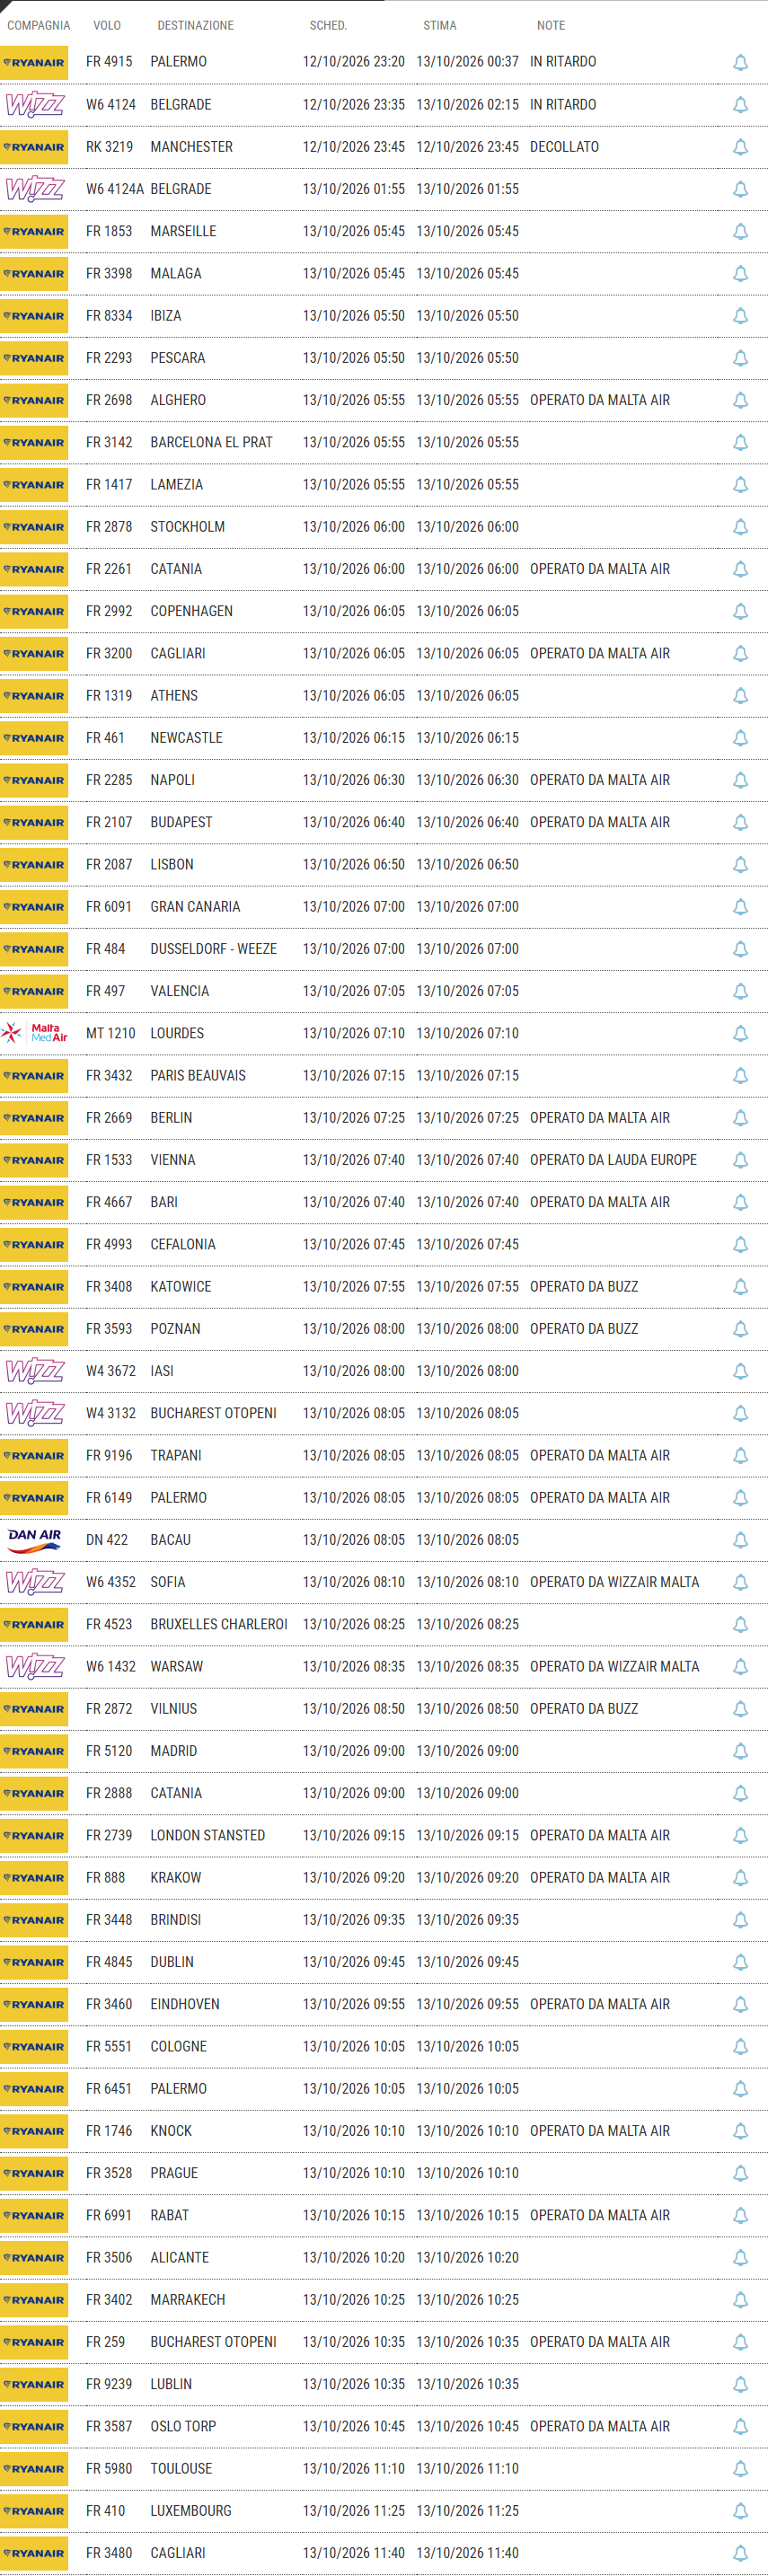 COMPAGNIA VOLO DESTINAZIONE SCHED. STIMA NOTE
RYANAIR FR 4915 PALERMO 12/10/2026 23:20 13/10/2026 00:37 IN RITARDO
WIZZ W6 4124 BELGRADE 12/10/2026 23:35 13/10/2026 02:15 IN RITARDO
RYANAIR RK 3219 MANCHESTER 12/10/2026 23:45 12/10/2026 23:45 DECOLLATO
WIZZ W6 4124A BELGRADE 13/10/2026 01:55 13/10/2026 01:55
RYANAIR FR 1853 MARSEILLE 13/10/2026 05:45 13/10/2026 05:45
RYANAIR FR 3398 MALAGA 13/10/2026 05:45 13/10/2026 05:45
RYANAIR FR 8334 IBIZA 13/10/2026 05:50 13/10/2026 05:50
RYANAIR FR 2293 PESCARA 13/10/2026 05:50 13/10/2026 05:50
RYANAIR FR 2698 ALGHERO 13/10/2026 05:55 13/10/2026 05:55 OPERATO DA MALTA AIR
RYANAIR FR 3142 BARCELONA EL PRAT 13/10/2026 05:55 13/10/2026 05:55
RYANAIR FR 1417 LAMEZIA 13/10/2026 05:55 13/10/2026 05:55
RYANAIR FR 2878 STOCKHOLM 13/10/2026 06:00 13/10/2026 06:00
RYANAIR FR 2261 CATANIA 13/10/2026 06:00 13/10/2026 06:00 OPERATO DA MALTA AIR
RYANAIR FR 2992 COPENHAGEN 13/10/2026 06:05 13/10/2026 06:05
RYANAIR FR 3200 CAGLIARI 13/10/2026 06:05 13/10/2026 06:05 OPERATO DA MALTA AIR
RYANAIR FR 1319 ATHENS 13/10/2026 06:05 13/10/2026 06:05
RYANAIR FR 461 NEWCASTLE 13/10/2026 06:15 13/10/2026 06:15
RYANAIR FR 2285 NAPOLI 13/10/2026 06:30 13/10/2026 06:30 OPERATO DA MALTA AIR
RYANAIR FR 2107 BUDAPEST 13/10/2026 06:40 13/10/2026 06:40 OPERATO DA MALTA AIR
RYANAIR FR 2087 LISBON 13/10/2026 06:50 13/10/2026 06:50
RYANAIR FR 6091 GRAN CANARIA 13/10/2026 07:00 13/10/2026 07:00
RYANAIR FR 484 DUSSELDORF - WEEZE 13/10/2026 07:00 13/10/2026 07:00
RYANAIR FR 497 VALENCIA 13/10/2026 07:05 13/10/2026 07:05
Malta MedAir MT 1210 LOURDES 13/10/2026 07:10 13/10/2026 07:10
RYANAIR FR 3432 PARIS BEAUVAIS 13/10/2026 07:15 13/10/2026 07:15
RYANAIR FR 2669 BERLIN 13/10/2026 07:25 13/10/2026 07:25 OPERATO DA MALTA AIR
RYANAIR FR 1533 VIENNA 13/10/2026 07:40 13/10/2026 07:40 OPERATO DA LAUDA EUROPE
RYANAIR FR 4667 BARI 13/10/2026 07:40 13/10/2026 07:40 OPERATO DA MALTA AIR
RYANAIR FR 4993 CEFALONIA 13/10/2026 07:45 13/10/2026 07:45
RYANAIR FR 3408 KATOWICE 13/10/2026 07:55 13/10/2026 07:55 OPERATO DA BUZZ
RYANAIR FR 3593 POZNAN 13/10/2026 08:00 13/10/2026 08:00 OPERATO DA BUZZ
WIZZ W4 3672 IASI 13/10/2026 08:00 13/10/2026 08:00
WIZZ W4 3132 BUCHAREST OTOPENI 13/10/2026 08:05 13/10/2026 08:05
RYANAIR FR 9196 TRAPANI 13/10/2026 08:05 13/10/2026 08:05 OPERATO DA MALTA AIR
RYANAIR FR 6149 PALERMO 13/10/2026 08:05 13/10/2026 08:05 OPERATO DA MALTA AIR
DAN AIR DN 422 BACAU 13/10/2026 08:05 13/10/2026 08:05
WIZZ W6 4352 SOFIA 13/10/2026 08:10 13/10/2026 08:10 OPERATO DA WIZZAIR MALTA
RYANAIR FR 4523 BRUXELLES CHARLEROI 13/10/2026 08:25 13/10/2026 08:25
WIZZ W6 1432 WARSAW 13/10/2026 08:35 13/10/2026 08:35 OPERATO DA WIZZAIR MALTA
RYANAIR FR 2872 VILNIUS 13/10/2026 08:50 13/10/2026 08:50 OPERATO DA BUZZ
RYANAIR FR 5120 MADRID 13/10/2026 09:00 13/10/2026 09:00
RYANAIR FR 2888 CATANIA 13/10/2026 09:00 13/10/2026 09:00
RYANAIR FR 2739 LONDON STANSTED 13/10/2026 09:15 13/10/2026 09:15 OPERATO DA MALTA AIR
RYANAIR FR 888 KRAKOW 13/10/2026 09:20 13/10/2026 09:20 OPERATO DA MALTA AIR
RYANAIR FR 3448 BRINDISI 13/10/2026 09:35 13/10/2026 09:35
RYANAIR FR 4845 DUBLIN 13/10/2026 09:45 13/10/2026 09:45
RYANAIR FR 3460 EINDHOVEN 13/10/2026 09:55 13/10/2026 09:55 OPERATO DA MALTA AIR
RYANAIR FR 5551 COLOGNE 13/10/2026 10:05 13/10/2026 10:05
RYANAIR FR 6451 PALERMO 13/10/2026 10:05 13/10/2026 10:05
RYANAIR FR 1746 KNOCK 13/10/2026 10:10 13/10/2026 10:10 OPERATO DA MALTA AIR
RYANAIR FR 3528 PRAGUE 13/10/2026 10:10 13/10/2026 10:10
RYANAIR FR 6991 RABAT 13/10/2026 10:15 13/10/2026 10:15 OPERATO DA MALTA AIR
RYANAIR FR 3506 ALICANTE 13/10/2026 10:20 13/10/2026 10:20
RYANAIR FR 3402 MARRAKECH 13/10/2026 10:25 13/10/2026 10:25
RYANAIR FR 259 BUCHAREST OTOPENI 13/10/2026 10:35 13/10/2026 10:35 OPERATO DA MALTA AIR
RYANAIR FR 9239 LUBLIN 13/10/2026 10:35 13/10/2026 10:35
RYANAIR FR 3587 OSLO TORP 13/10/2026 10:45 13/10/2026 10:45 OPERATO DA MALTA AIR
RYANAIR FR 5980 TOULOUSE 13/10/2026 11:10 13/10/2026 11:10
RYANAIR FR 410 LUXEMBOURG 13/10/2026 11:25 13/10/2026 11:25
RYANAIR FR 3480 CAGLIARI 13/10/2026 11:40 13/10/2026 11:40